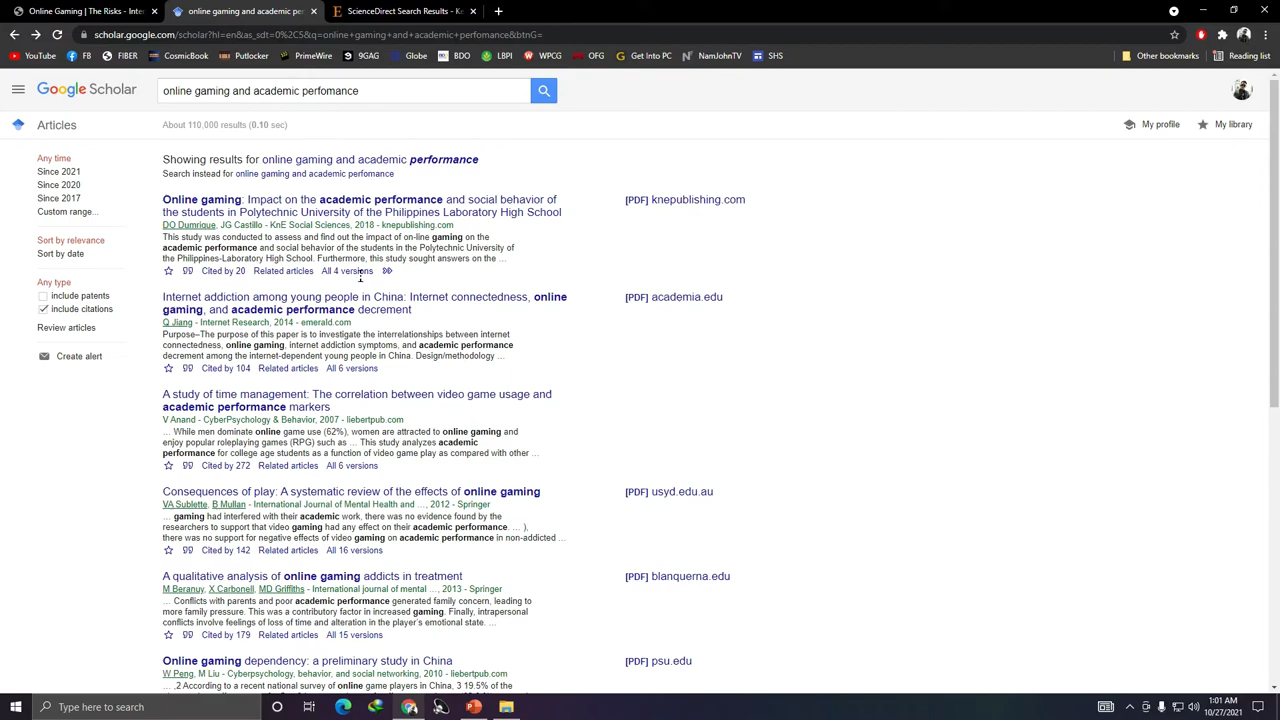 Online Gaming | The Risks - Inter
online gaming and academic per
Search results for - Ke
scholar.google.com/scholar?hl=en&as_sdt=0%2C5&q=online+gaming+and+academic+perfomance&btnG=
YouTube
FB
FIBER
CosmicBook
Putlocker
PrimeWire
9GAG
Grab
Academic
LBPI
WPC
OFG
Get Into PC
NamJohnTV
SHS
Other bookmarks
Reading list
Google Scholar
online gaming and academic perfomance
Articles
About 110,000 results (0.10 sec)
My profile
My library
Any time
Since 2021
Since 2020
Since 2017
Custom range...
Sort by relevance
Sort by date
Any type
include patents
include citations
Review articles
Create alert
Showing results for online gaming and academic performance
Search instead for online gaming and academic perfomance
Online gaming: Impact on the academic performance and social behavior of
the students in Polytechnic University of the Philippines Laboratory High School
DO Dumrique, JG Castillo - KnE Social Sciences, 2018 - knepublishing.com
This study was conducted to assess and find out the impact of on-line gaming on the
academic performance and social behavior of the students in the Polytechnic University of
the Philippines-Laboratory High School. Furthermore, this study sought answers on the ...
Cited by 20 Related articles All 4 versions
[PDF] knepublishing.com
Internet addiction among young people in China: Internet connectedness, online
gaming, and academic performance decrement
Q Jiang - Internet Research, 2014 - emerald.com
Purpose–The purpose of this paper is to investigate the interrelationships between internet
connectedness, online gaming, internet addiction symptoms, and academic performance
decrement among the internet-dependent young people in China. Design/methodology ...
Cited by 104 Related articles All 6 versions
[PDF] academia.edu
A study of time management: The correlation between video game usage and
academic performance markers
V Anand - CyberPsychology & Behavior, 2007 - liebertpub.com
... While men dominate online game use (62%), women are attracted to online gaming and
enjoy popular roleplaying games (RPG) such as ... This study analyzes academic
performance for college age students as a function of video game play as compared with other ...
Cited by 272 Related articles All 6 versions
Consequences of play: A systematic review of the effects of online gaming
VA Sublette, B Mullan - International Journal of Mental Health and ..., 2012 - Springer
... gaming had interfered with their academic work, there was no evidence found by the
researchers to support that video gaming had any effect on their academic performance. ... ),
there was no support for negative effects of video gaming on academic performance in non-addicted ...
Cited by 142 Related articles All 16 versions
[PDF] usyd.edu.au
A qualitative analysis of online gaming addicts in treatment
M Beranuy, X Carbonell, MD Griffiths - International journal of mental ..., 2013 - Springer
... Conflicts with parents and poor academic performance generated family concern, leading to
more family pressure. This was a contributory factor in increased gaming. Finally, intrapersonal
conflicts involve feelings of loss of time and alteration in the player's emotional state. ...
Cited by 179 Related articles All 15 versions
[PDF] blanquerna.edu
Online gaming dependency: a preliminary study in China
W Peng, M Liu - Cyberpsychology, behavior, and social networking, 2010 - liebertpub.com
... ,2 According to a recent national survey of online game players in China, 3 19.5% of the
[PDF] psu.edu
Type here to search
1:01 AM
10/27/2021